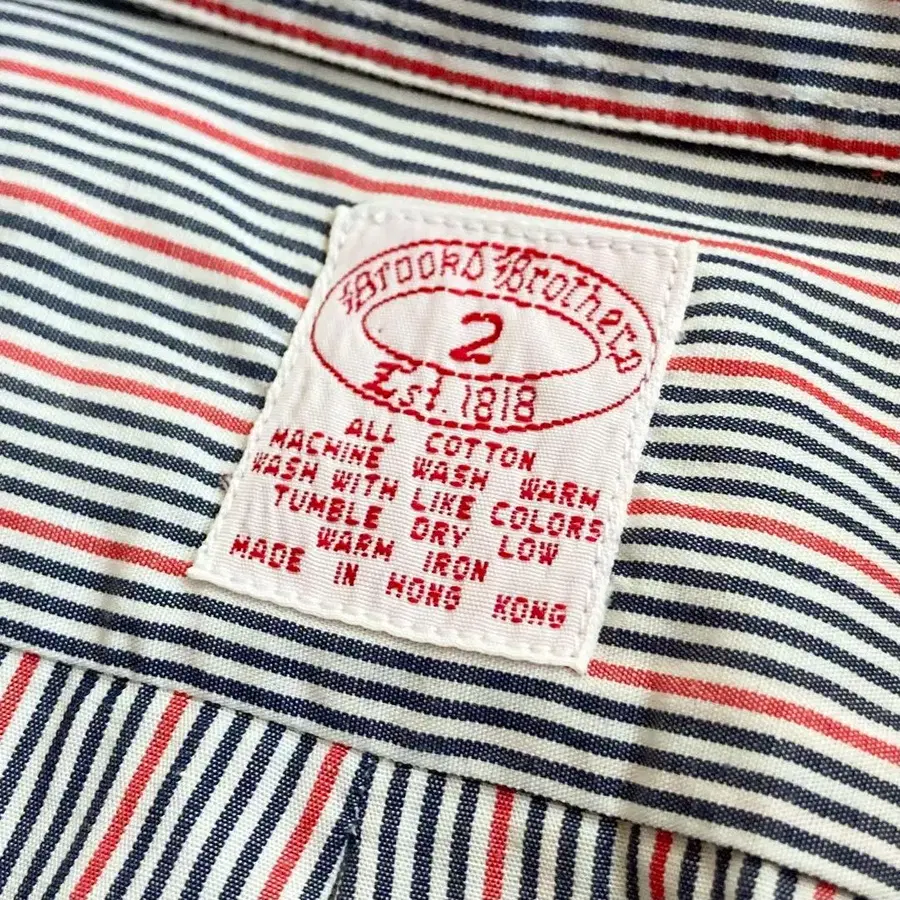 Brooks Brothers
2
Est. 1818
ALL COTTON
MACHINE WASH WARM
WASH WITH LIKE COLORS
TUMBLE DRY LOW
WARM IRON
MADE IN HONG KONG